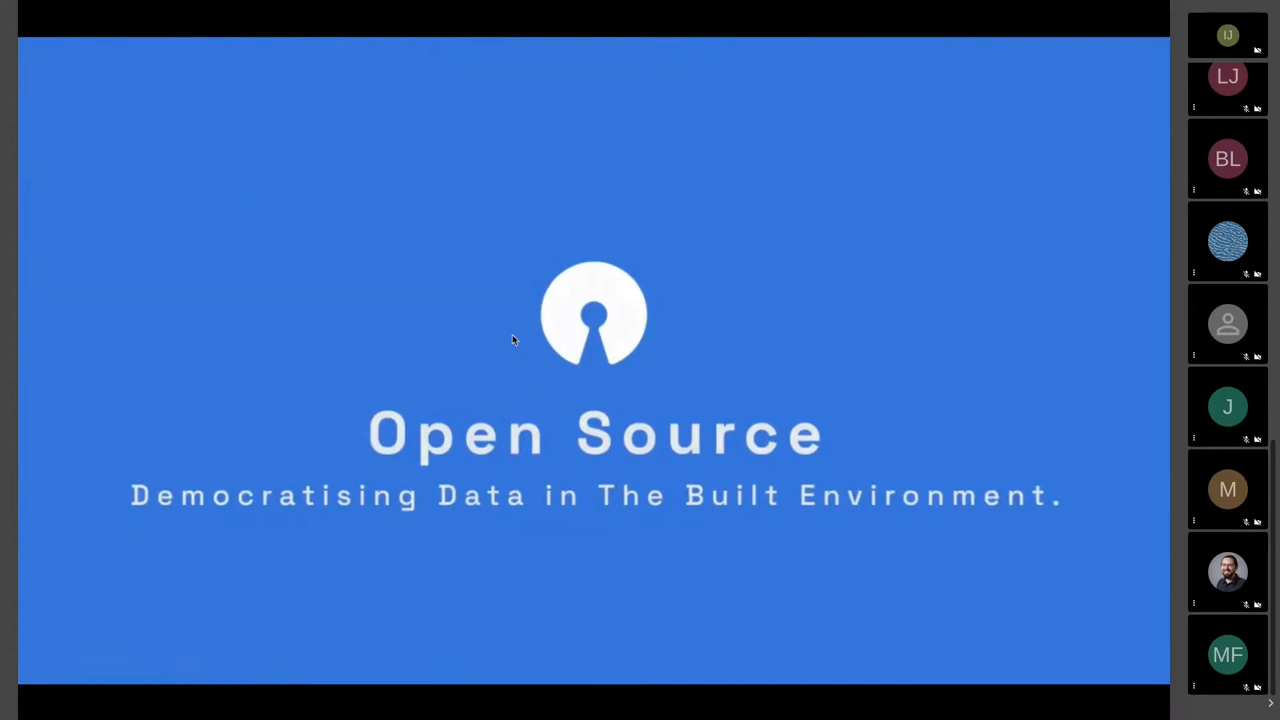 Open Source
Democratising Data in The Built Environment.
IJ
LJ
BL
J
M
MF